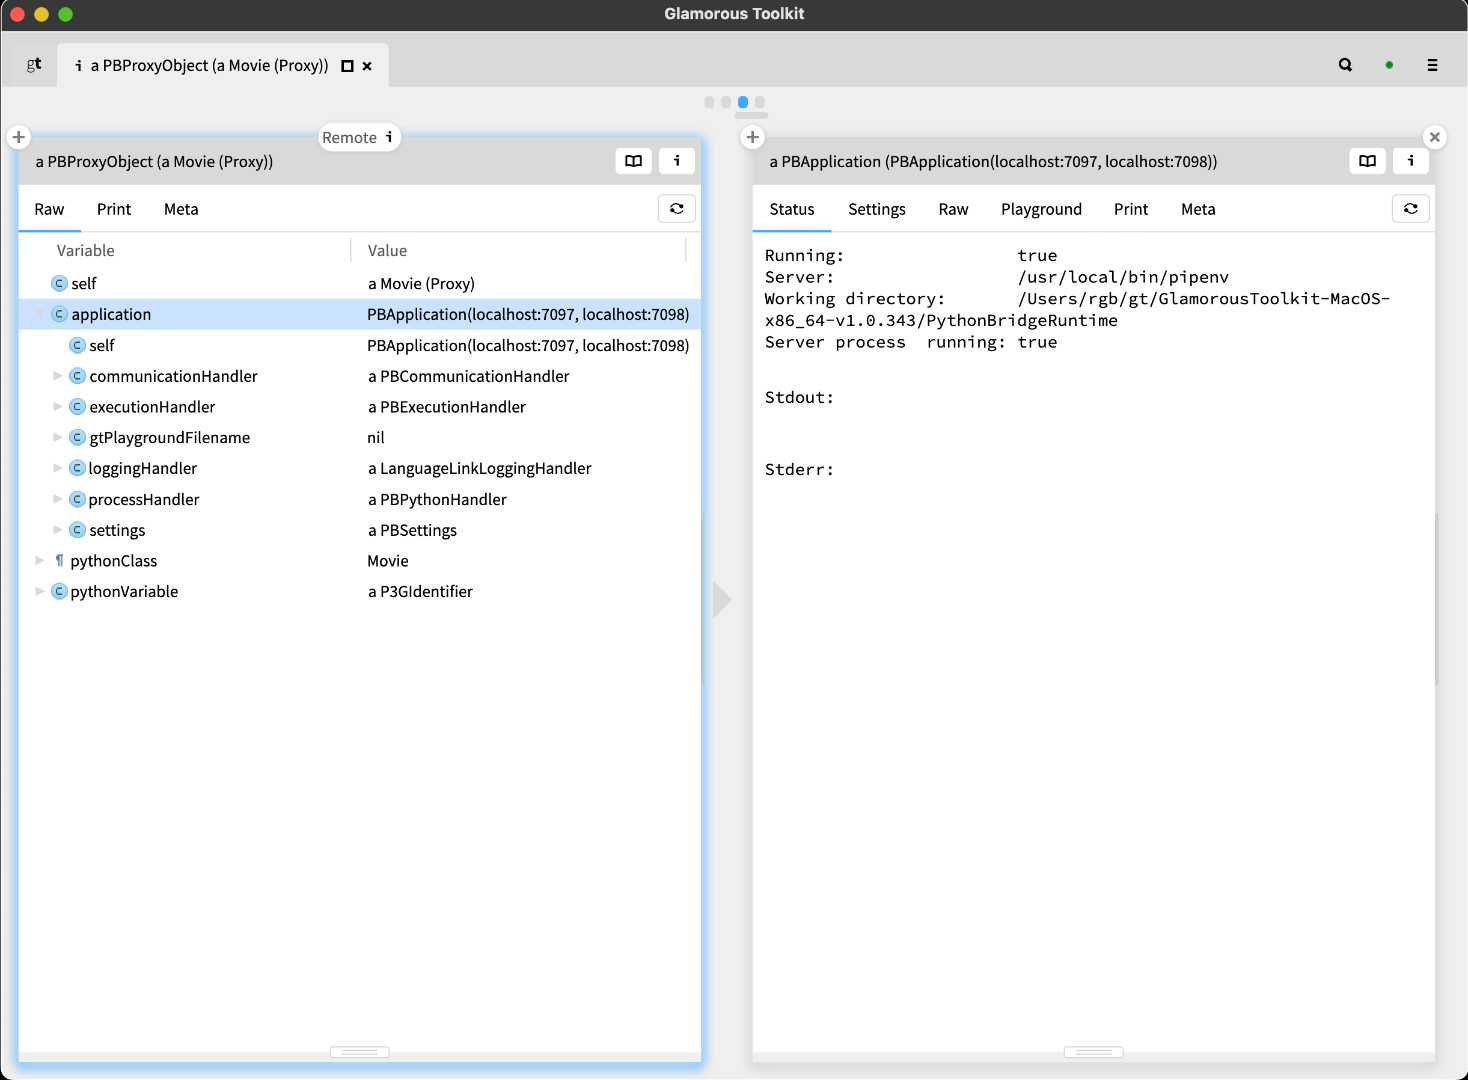 Glamorous Toolkit
gt
i a PBProxyObject (a Movie (Proxy))
Remote i
a PBProxyObject (a Movie (Proxy))
i
Raw Print Meta
Variable Value
self a Movie (Proxy)
application PBApplication(localhost:7097, localhost:7098)
self PBApplication(localhost:7097, localhost:7098)
communicationHandler a PBCommunicationHandler
executionHandler a PBExecutionHandler
gtPlaygroundFilename nil
loggingHandler a LanguageLinkLoggingHandler
processHandler a PBPythonHandler
settings a PBSettings
¶ pythonClass Movie
pythonVariable a P3GIdentifier
a PBApplication (PBApplication(localhost:7097, localhost:7098))
i
Status Settings Raw Playground Print Meta
Running: true
Server: /usr/local/bin/pipenv
Working directory: /Users/rgb/gt/GlamorousToolkit-MacOS-
x86_64-v1.0.343/PythonBridgeRuntime
Server process running: true
Stdout:
Stderr: